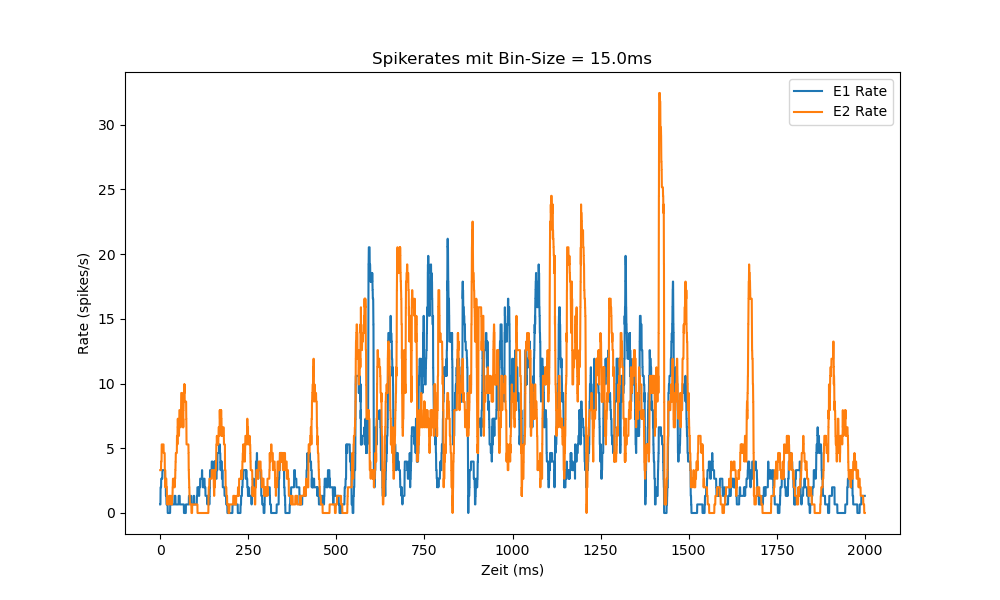 Spikerates mit Bin-Size = 15.0ms
E1 Rate
E2 Rate
30
25
20
15
10
5
0
Rate (spikes/s)
0 250 500 750 1000 1250 1500 1750 2000
Zeit (ms)